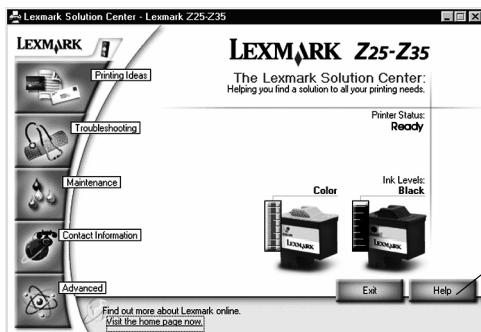 Lexmark Solution Center - Lexmark Z25-Z35
LEXMARK
LEXMARK Z25-Z35
The Lexmark Solution Center:
Helping you find a solution to all your printing needs.
Printing Ideas
Printer Status:
Ready
Troubleshooting
Maintenance
Ink Levels:
Color
Black
LEXMARK
LEXMARK
Contact Information
Advanced
Exit
Help
Find out more about Lexmark online.
Visit the home page now.